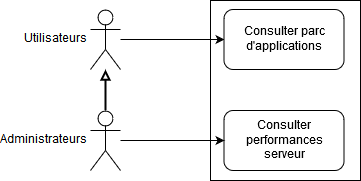 Utilisateurs
Consulter parc
d'applications
Administrateurs
Consulter
performances
serveur